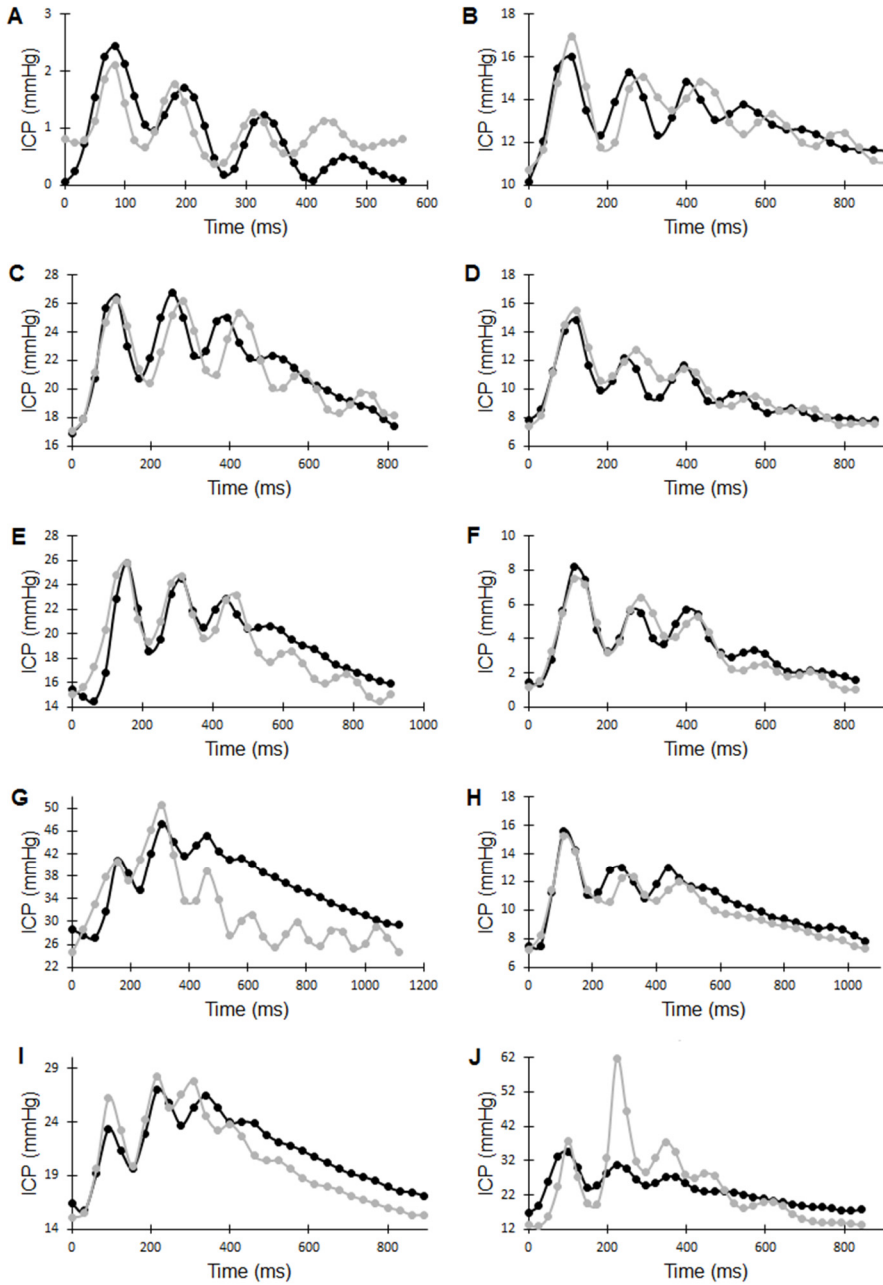 A
ICP (mmHg)
3
2
1
0
0 100 200 300 400 500 600
Time (ms)
B
ICP (mmHg)
18
16
14
12
10
0 200 400 600 800
Time (ms)
C
ICP (mmHg)
28
26
24
22
20
18
16
0 200 400 600 800
Time (ms)
D
ICP (mmHg)
18
16
14
12
10
8
6
0 200 400 600 800
Time (ms)
E
ICP (mmHg)
28
26
24
22
20
18
16
14
0 200 400 600 800 1000
Time (ms)
F
ICP (mmHg)
10
8
6
4
2
0
0 200 400 600 800
Time (ms)
G
ICP (mmHg)
50
46
42
38
34
30
26
22
0 200 400 600 800 1000 1200
Time (ms)
H
ICP (mmHg)
18
16
14
12
10
8
6
0 200 400 600 800 1000
Time (ms)
I
ICP (mmHg)
29
24
19
14
0 200 400 600 800
Time (ms)
J
ICP (mmHg)
62
52
42
32
22
12
0 200 400 600 800
Time (ms)